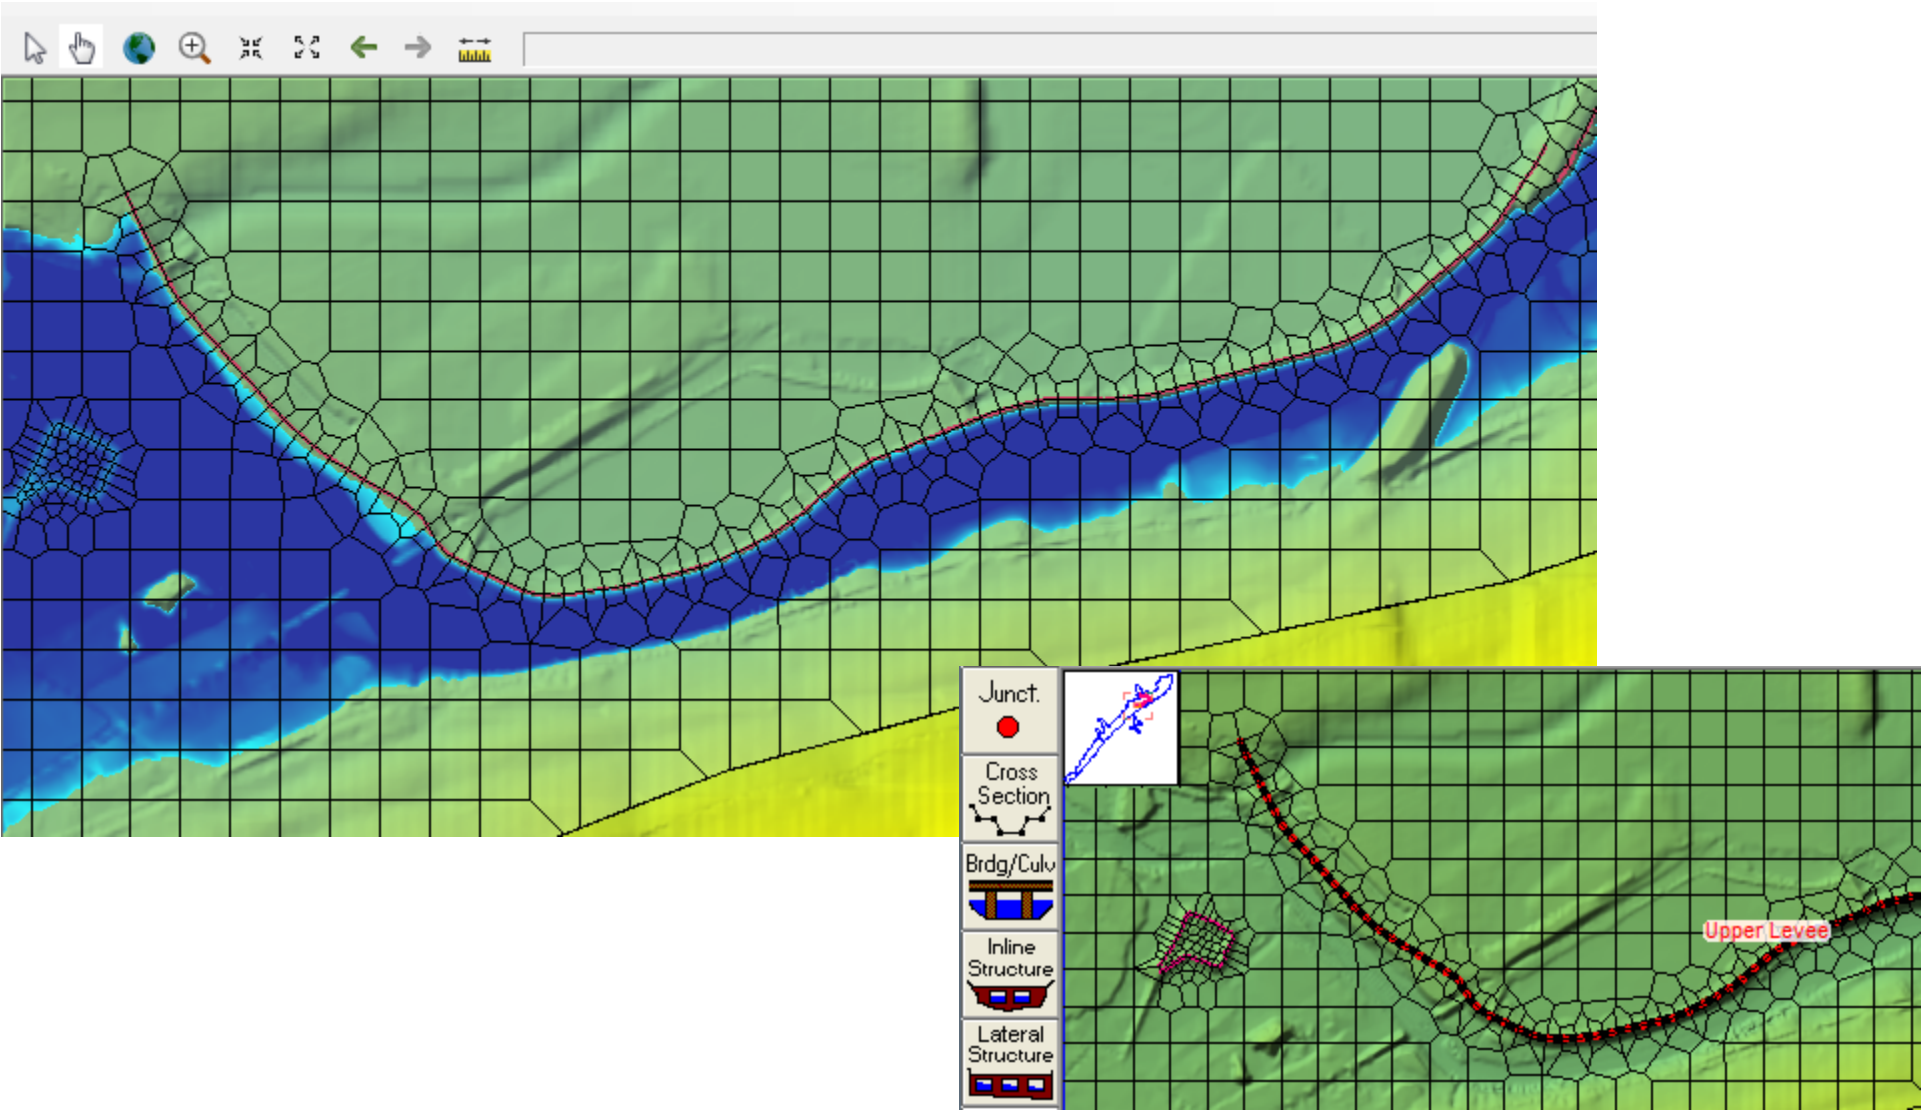 Junct.
Cross
Section
Brdg/Culv
Inline
Structure
Lateral
Structure
Upper Levee